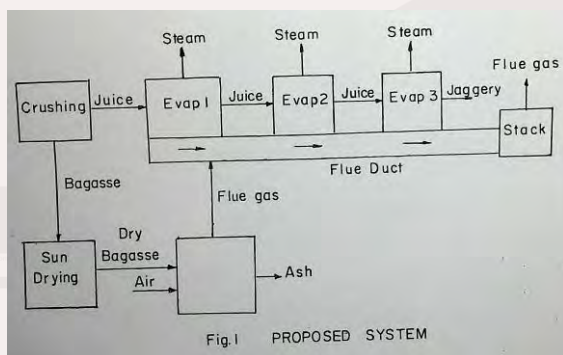 Steam
Steam
Steam
Flue gas
Crushing
Juice
Evap 1
Juice
Evap2
Juice
Evap 3
Jaggery
Stack
Flue Duct
Bagasse
Flue gas
Sun
Drying
Dry
Bagasse
Air
Ash
Fig.1 PROPOSED SYSTEM